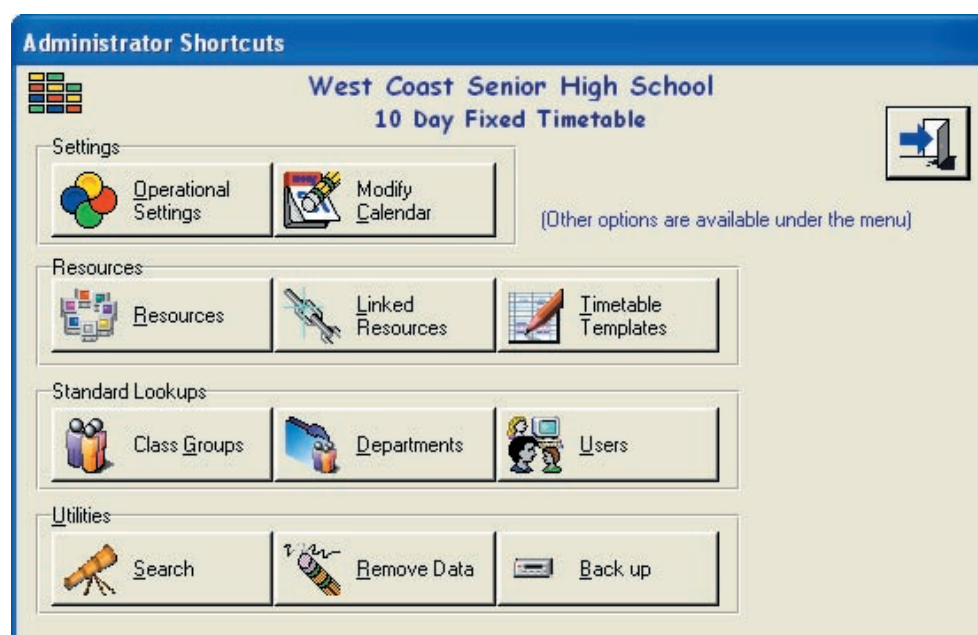 Administrator Shortcuts
West Coast Senior High School
10 Day Fixed Timetable
Settings
Operational
Settings
Modify
Calendar
(Other options are available under the menu)
Resources
Resources
Linked
Resources
Timetable
Templates
Standard Lookups
Class Groups
Departments
Users
Utilities
Search
Remove Data
Back up